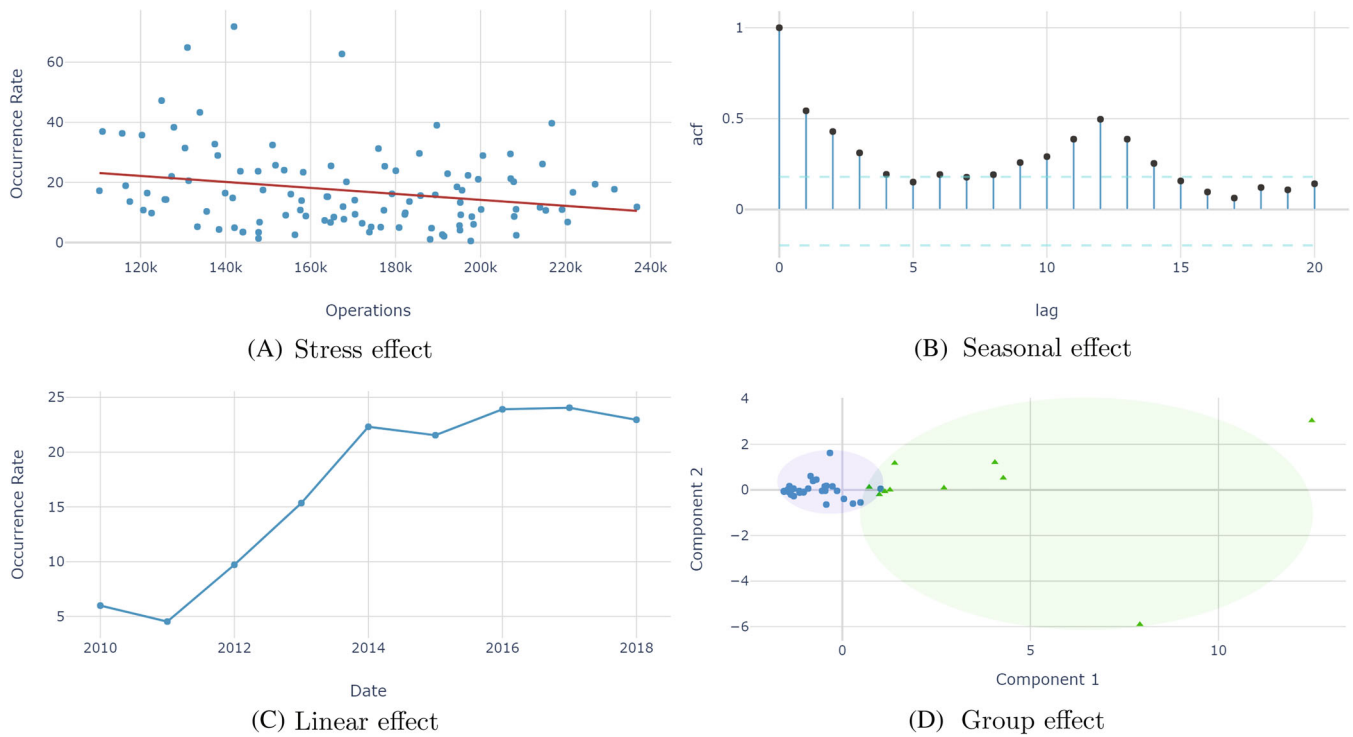 Occurrence Rate
60
40
20
0
120k 140k 160k 180k 200k 220k 240k
Operations
(A) Stress effect
acf
1
0.5
0
0 5 10 15 20
lag
(B) Seasonal effect
Occurrence Rate
25
20
15
10
5
2010 2012 2014 2016 2018
Date
(C) Linear effect
Component 2
4
2
0
−2
−4
−6
0 5 10
Component 1
(D) Group effect